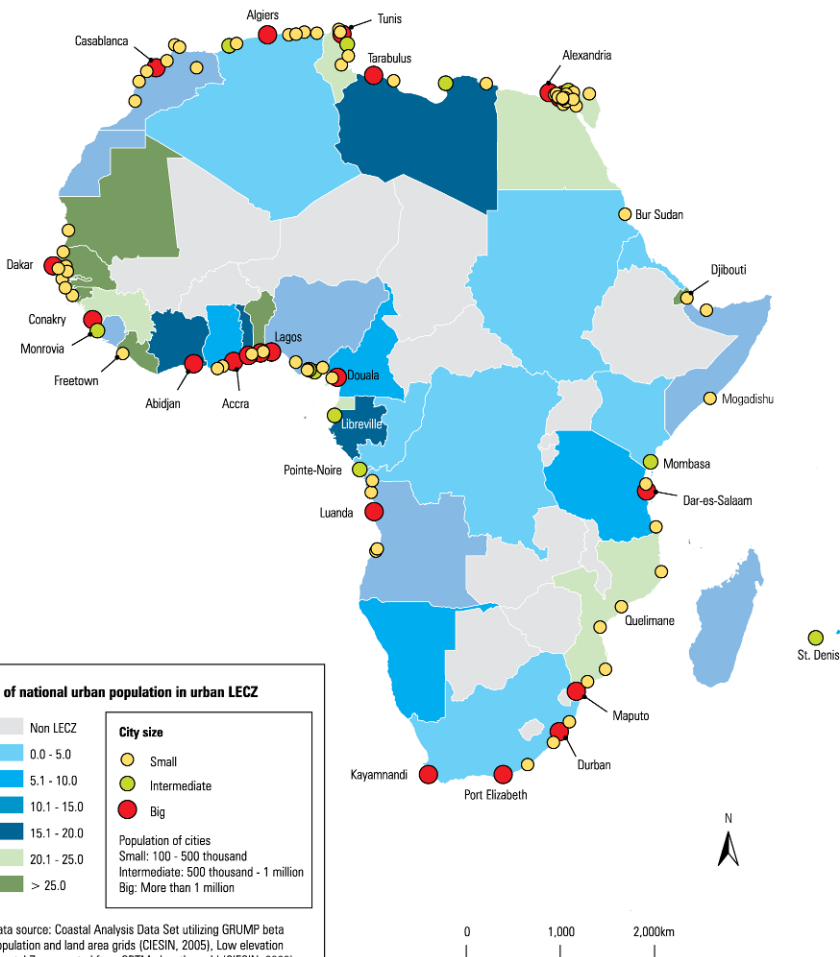 Algiers
Tunis
Casablanca
Tarabulus
Alexandria
Bur Sudan
Dakar
Djibouti
Conakry
Lagos
Monrovia
Freetown
Douala
Abidjan
Accra
Mogadishu
Libreville
Pointe-Noire
Mombasa
Dar-es-Salaam
Luanda
Quelimane
St. Denis
Maputo
Durban
Kayamnandi
Port Elizabeth
of national urban population in urban LECZ
Non LECZ
0.0 - 5.0
5.1 - 10.0
10.1 - 15.0
15.1 - 20.0
20.1 - 25.0
> 25.0
City size
Small
Intermediate
Big
Population of cities
Small: 100 - 500 thousand
Intermediate: 500 thousand - 1 million
Big: More than 1 million
N
0 1,000 2,000km
ata source: Coastal Analysis Data Set utilizing GRUMP beta
opulation and land area grids (CIESIN, 2005), Low elevation